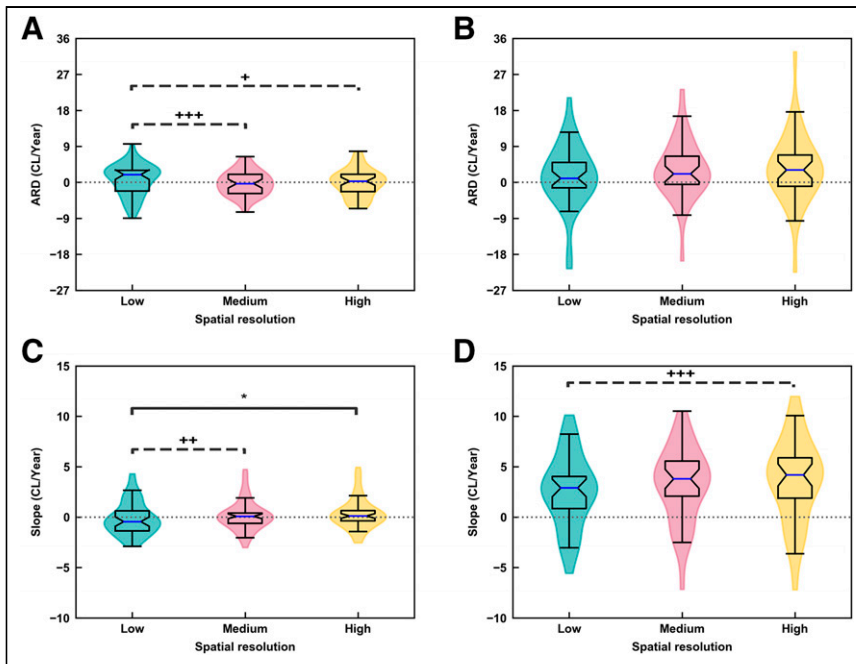 A
B
36
27
18
9
0
-9
-18
-27
ARD (CL/Year)
+
+++
Low Medium High
Spatial resolution
36
27
18
9
0
-9
-18
-27
ARD (CL/Year)
Low Medium High
Spatial resolution
C
D
15
10
5
0
-5
-10
Slope (CL/Year)
*
++
Low Medium High
Spatial resolution
15
10
5
0
-5
-10
Slope (CL/Year)
+++
Low Medium High
Spatial resolution